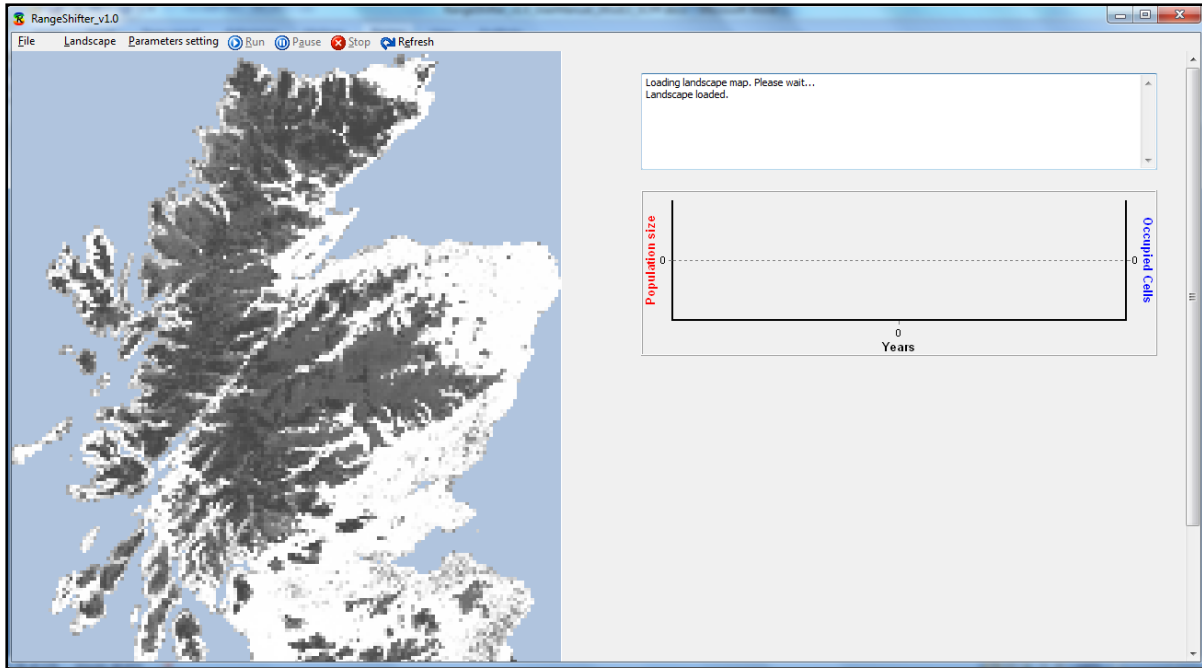 RangeShifter_v1.0
File Landscape Parameters setting Run Pause Stop Refresh
Loading landscape map. Please wait...
Landscape loaded.
Population size
0
0
Occupied Cells
0
Years